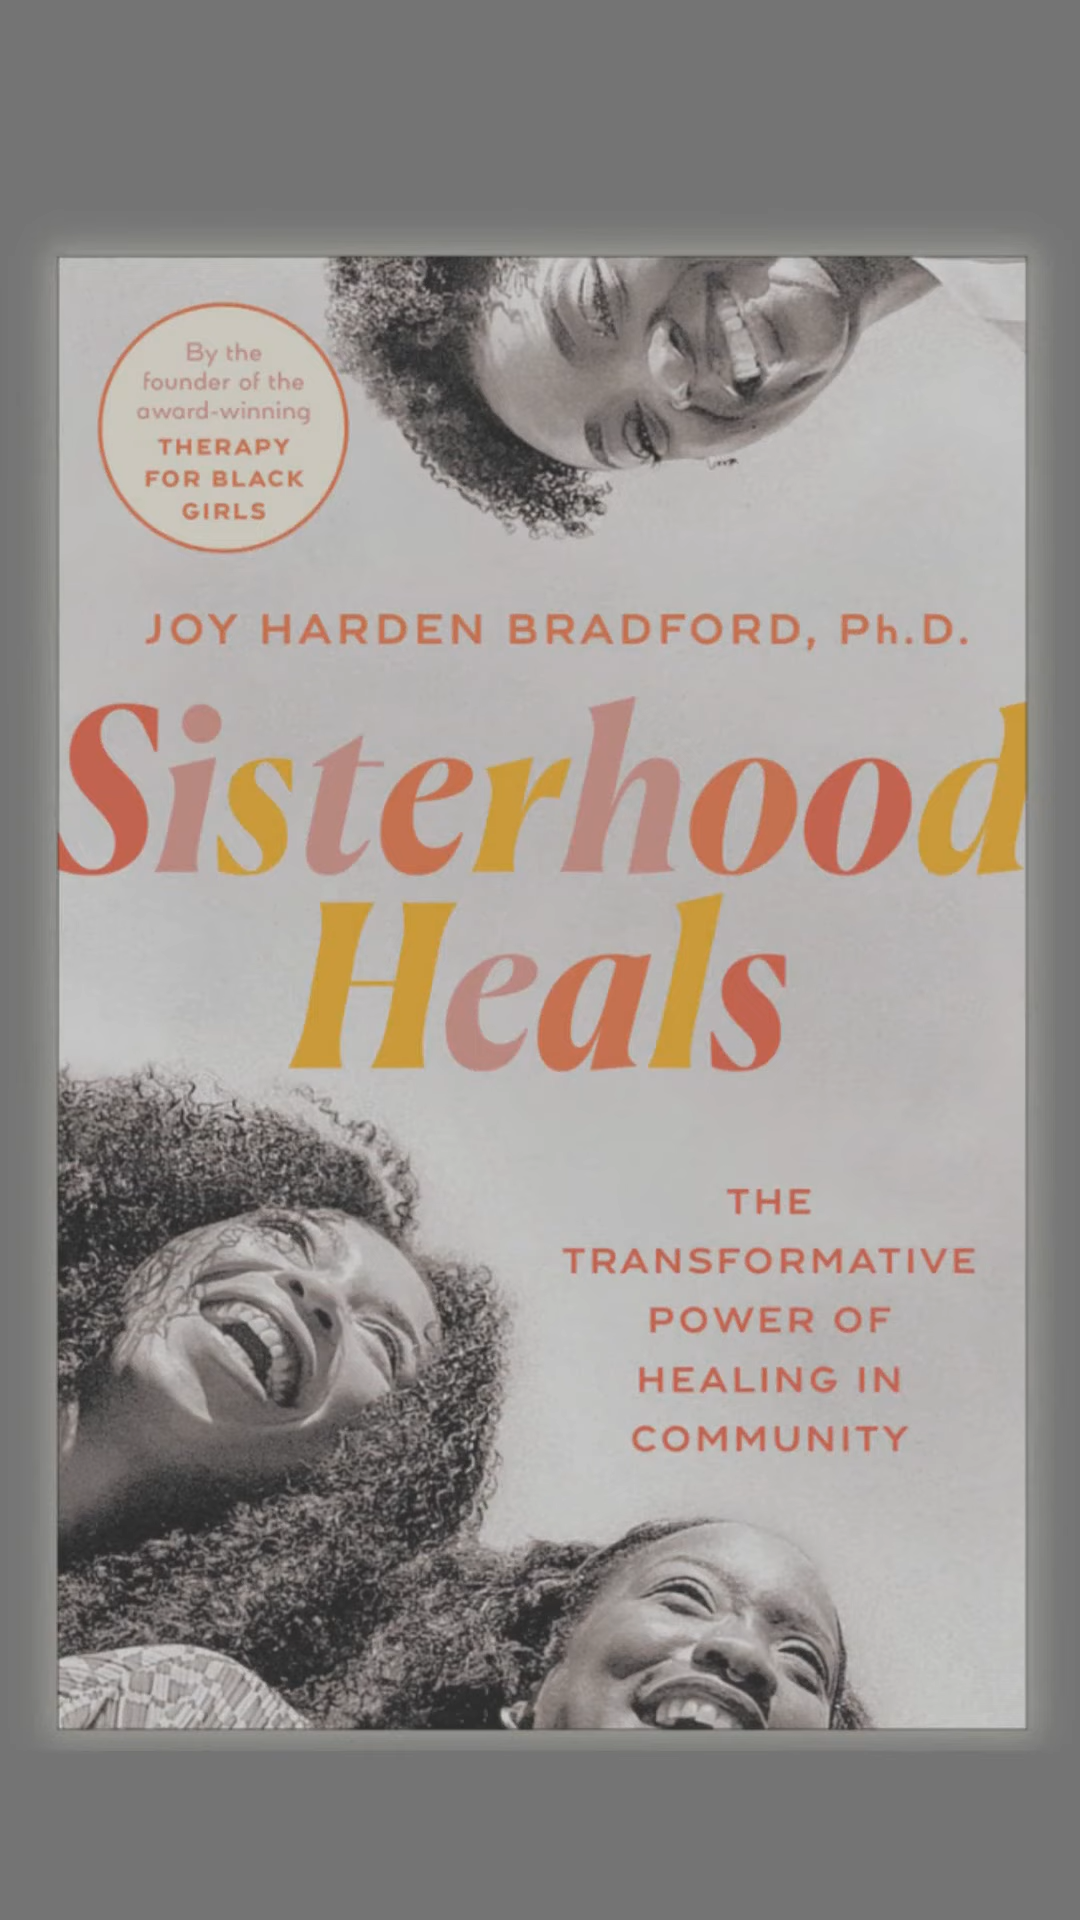 By the
founder of the
award-winning
THERAPY
FOR BLACK
GIRLS
JOY HARDEN BRADFORD, Ph.D.
Sisterhood
Heals
THE
TRANSFORMATIVE
POWER OF
HEALING IN
COMMUNITY